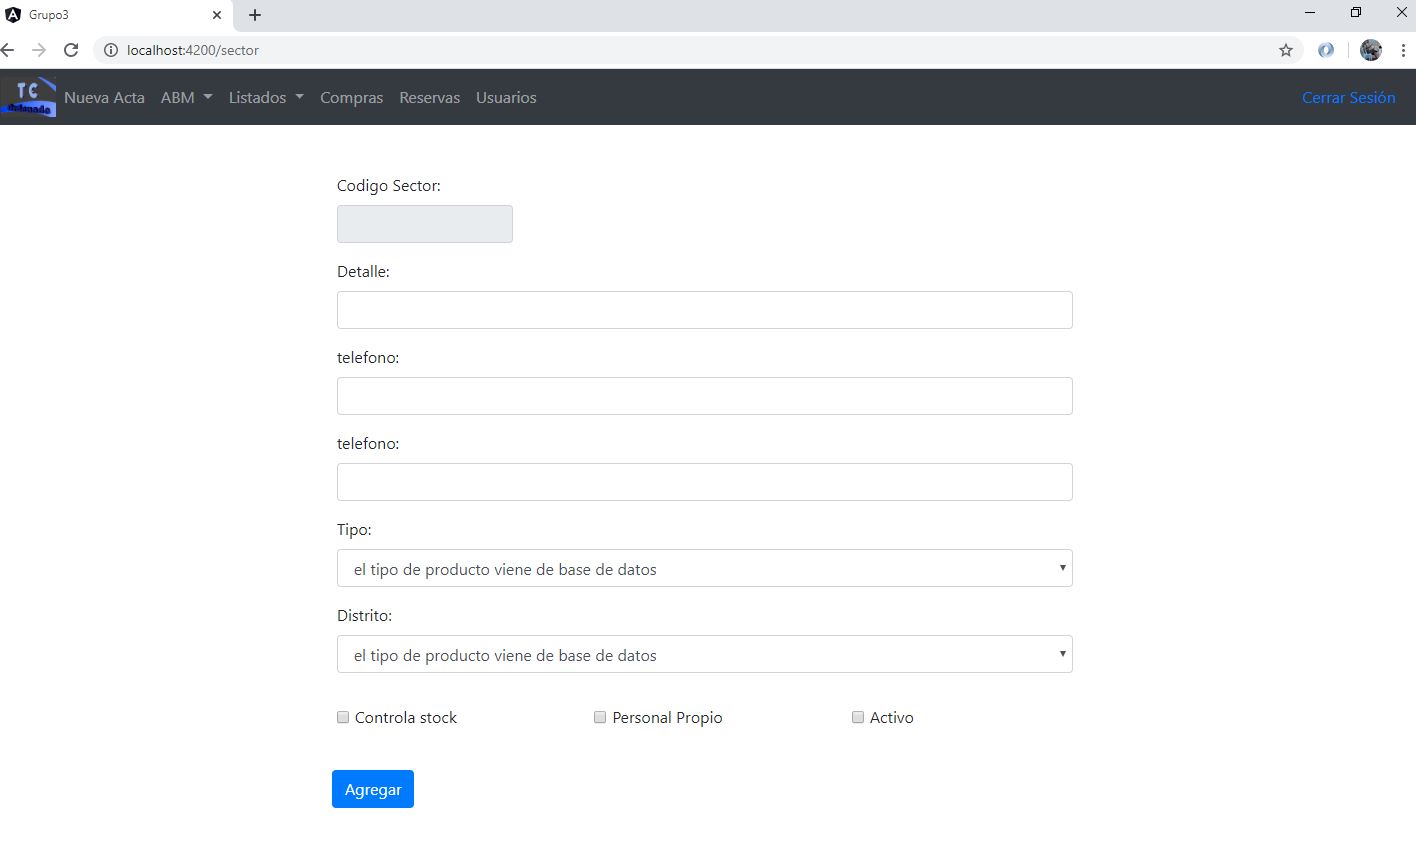 Grupo3
localhost:4200/sector
TC
Nueva Acta ABM Listados Compras Reservas Usuarios Cerrar Sesión
Codigo Sector:
Detalle:
telefono:
telefono:
Tipo:
el tipo de producto viene de base de datos
Distrito:
el tipo de producto viene de base de datos
Controla stock Personal Propio Activo
Agregar